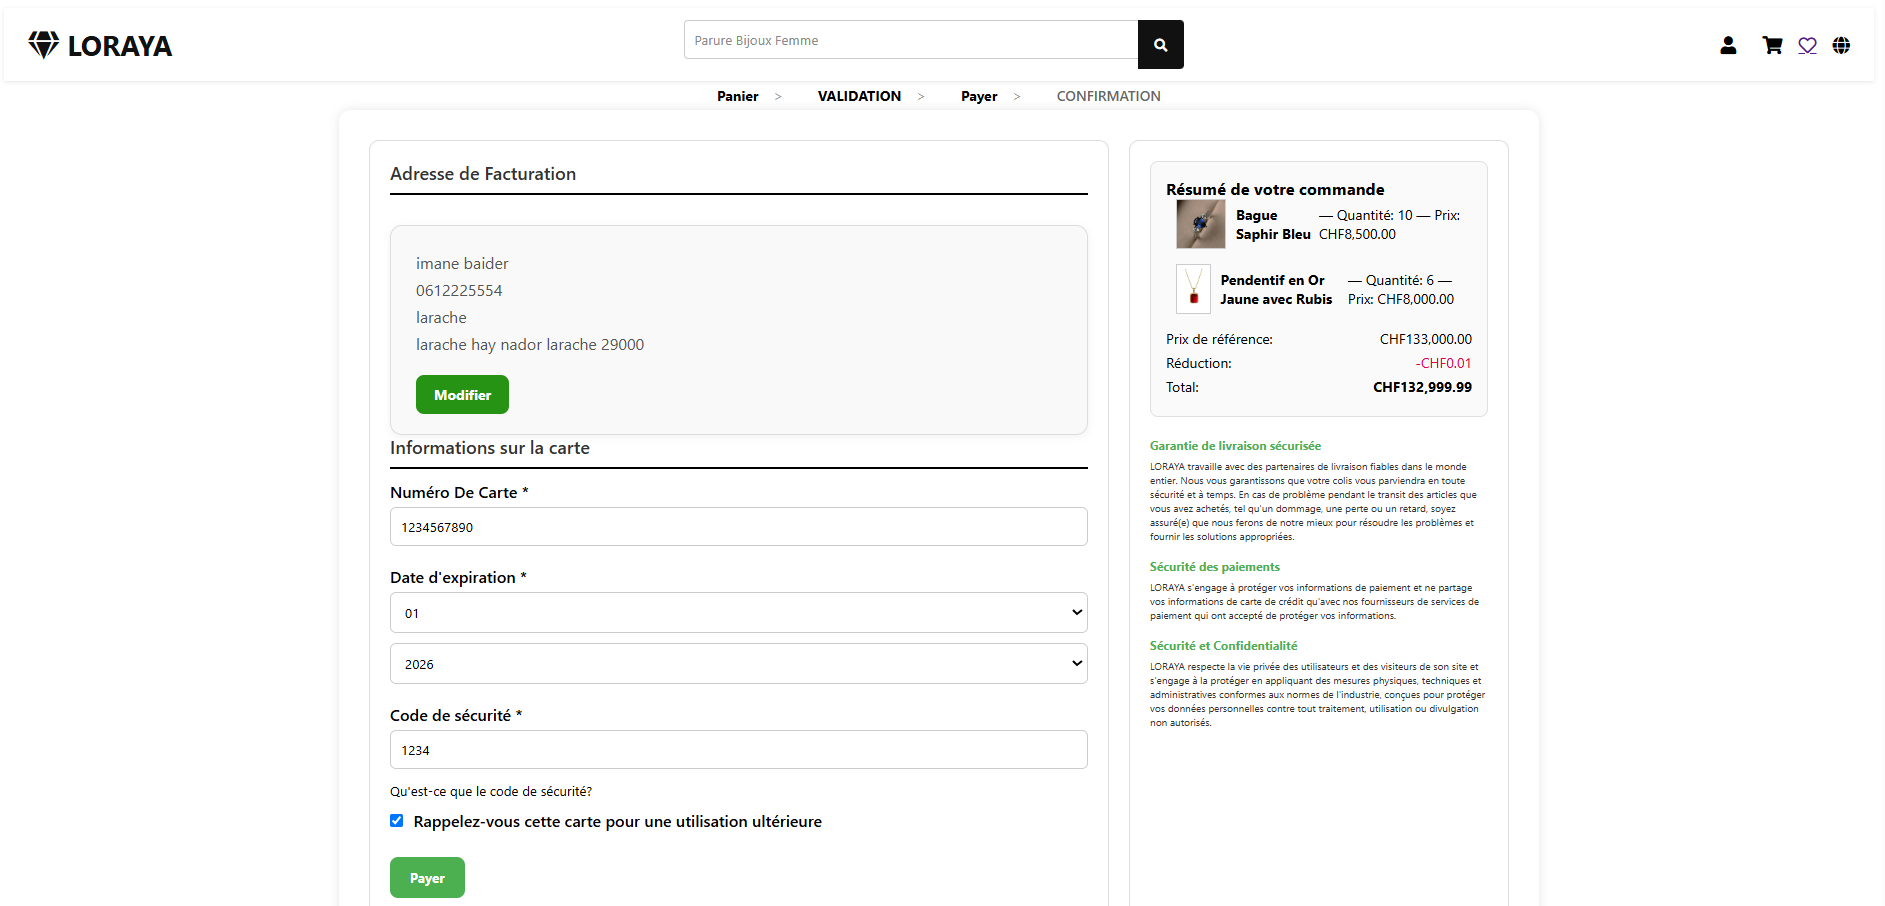 LORAYA
Parure Bijoux Femme
Panier > VALIDATION > Payer > CONFIRMATION
Adresse de Facturation
imane baider
0612225554
larache
larache hay nador larache 29000
Modifier
Informations sur la carte
Numéro De Carte *
1234567890
Date d'expiration *
01
2026
Code de sécurité *
1234
Qu'est-ce que le code de sécurité?
Rappelez-vous cette carte pour une utilisation ultérieure
Payer
Résumé de votre commande
Bague — Quantité: 10 — Prix:
Saphir Bleu CHF8,500.00
Pendentif en Or — Quantité: 6 —
Jaune avec Rubis Prix: CHF8,000.00
Prix de référence: CHF133,000.00
Réduction: -CHF0.01
Total: CHF132,999.99
Garantie de livraison sécurisée
LORAYA travaille avec des partenaires de livraison fiables dans le monde
entier. Nous vous garantissons que votre colis vous parviendra en toute
sécurité et à temps. En cas de problème pendant le transit des articles que
vous avez achetés, tel qu'un dommage, une perte ou un retard, soyez
assuré(e) que nous ferons de notre mieux pour résoudre les problèmes et
fournir les solutions appropriées.
Sécurité des paiements
LORAYA s'engage à protéger vos informations de paiement et ne partage
vos informations de carte de crédit qu'avec nos fournisseurs de services de
paiement qui ont accepté de protéger vos informations.
Sécurité et Confidentialité
LORAYA respecte la vie privée des utilisateurs et des visiteurs de son site et
s'engage à la protéger en appliquant des mesures physiques, techniques et
administratives conformes aux normes de l'industrie, conçues pour protéger
vos données personnelles contre tout traitement, utilisation ou divulgation
non autorisés.